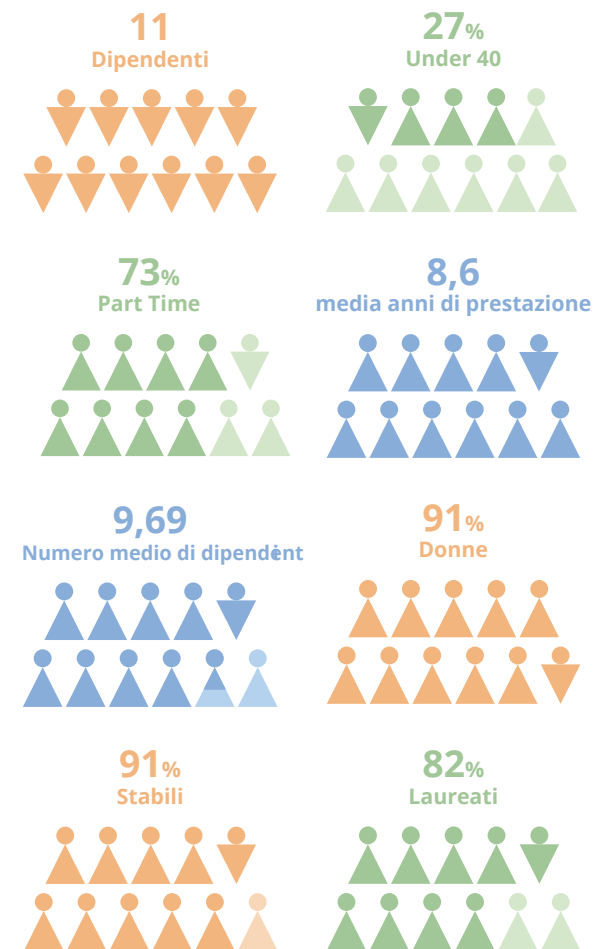 11
Dipendenti
27%
Under 40
73%
Part Time
8,6
media anni di prestazione
9,69
Numero medio di dipendent
i
91%
Donne
91%
Stabili
82%
Laureati